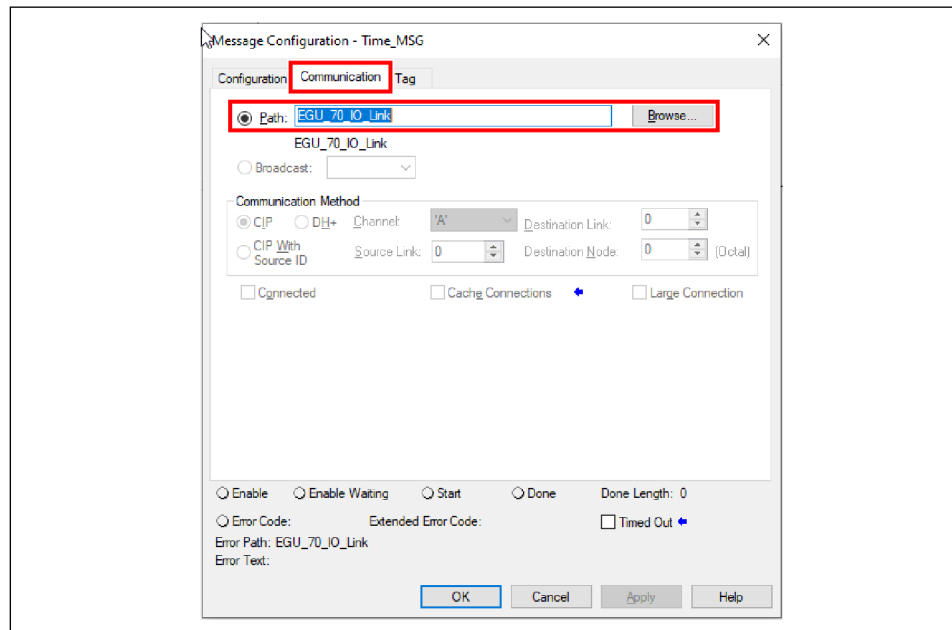 Message Configuration - Time_MSG
Configuration Communication Tag
Path: EGU_70_IO_Link Browse...
EGU_70_IO_Link
Broadcast:
Communication Method
CIP DH+ Channel: 'A' Destination Link: 0
CIP With Source ID Source Link: 0 Destination Node: 0 (Octal)
Connected Cache Connections Large Connection
Enable Enable Waiting Start Done Done Length: 0
Error Code: Extended Error Code: Timed Out
Error Path: EGU_70_IO_Link
Error Text:
OK Cancel Apply Help